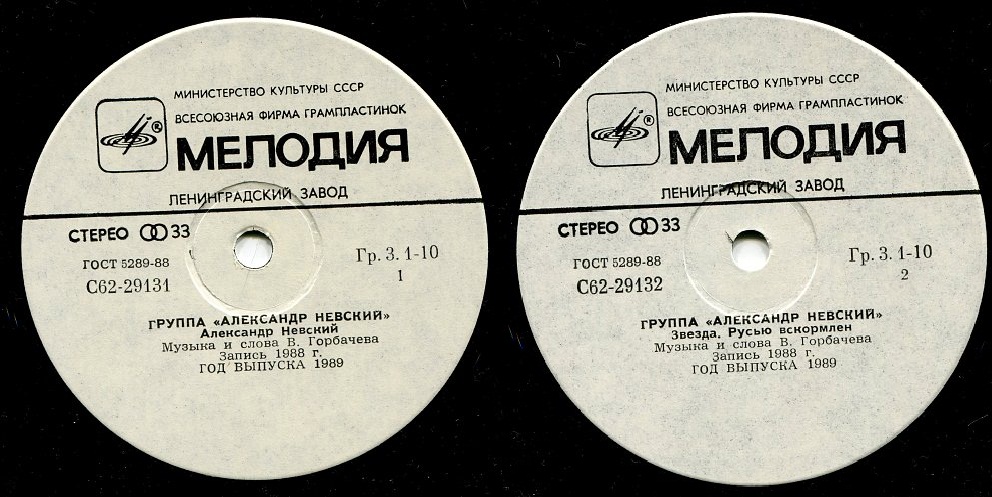 МИНИСТЕРСТВО КУЛЬТУРЫ СССР
ВСЕСОЮЗНАЯ ФИРМА ГРАМПЛАСТИНОК
®
МЕЛОДИЯ
ЛЕНИНГРАДСКИЙ ЗАВОД
СТЕРЕО 33
ГОСТ 5289-88
Гр. 3. 1-10
С62-29131
1
ГРУППА «АЛЕКСАНДР НЕВСКИЙ»
Александр Невский
Музыка и слова В. Горбачева
Запись 1988 г.
ГОД ВЫПУСКА 1989
МИНИСТЕРСТВО КУЛЬТУРЫ СССР
ВСЕСОЮЗНАЯ ФИРМА ГРАМПЛАСТИНОК
®
МЕЛОДИЯ
ЛЕНИНГРАДСКИЙ ЗАВОД
СТЕРЕО 33
ГОСТ 5289-88
Гр. 3. 1-10
С62-29132
2
ГРУППА «АЛЕКСАНДР НЕВСКИЙ»
Звезда, Русью вскормлен
Музыка и слова В. Горбачева
Запись 1988 г.
ГОД ВЫПУСКА 1989